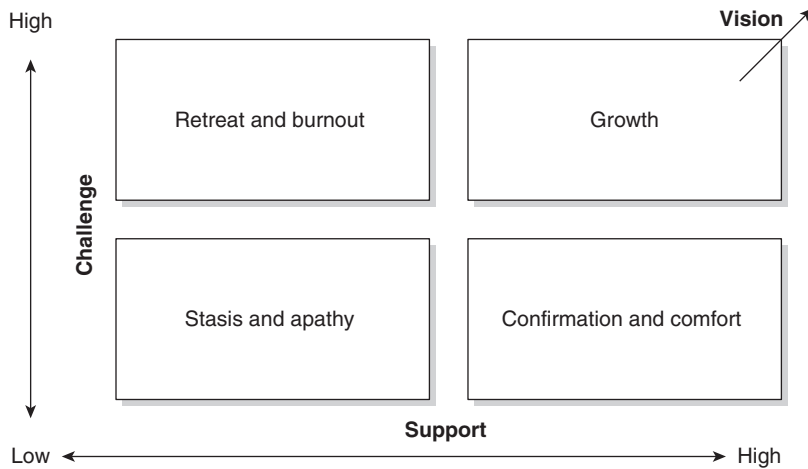 High
Vision
Retreat and burnout
Growth
Challenge
Stasis and apathy
Confirmation and comfort
Support
Low
High